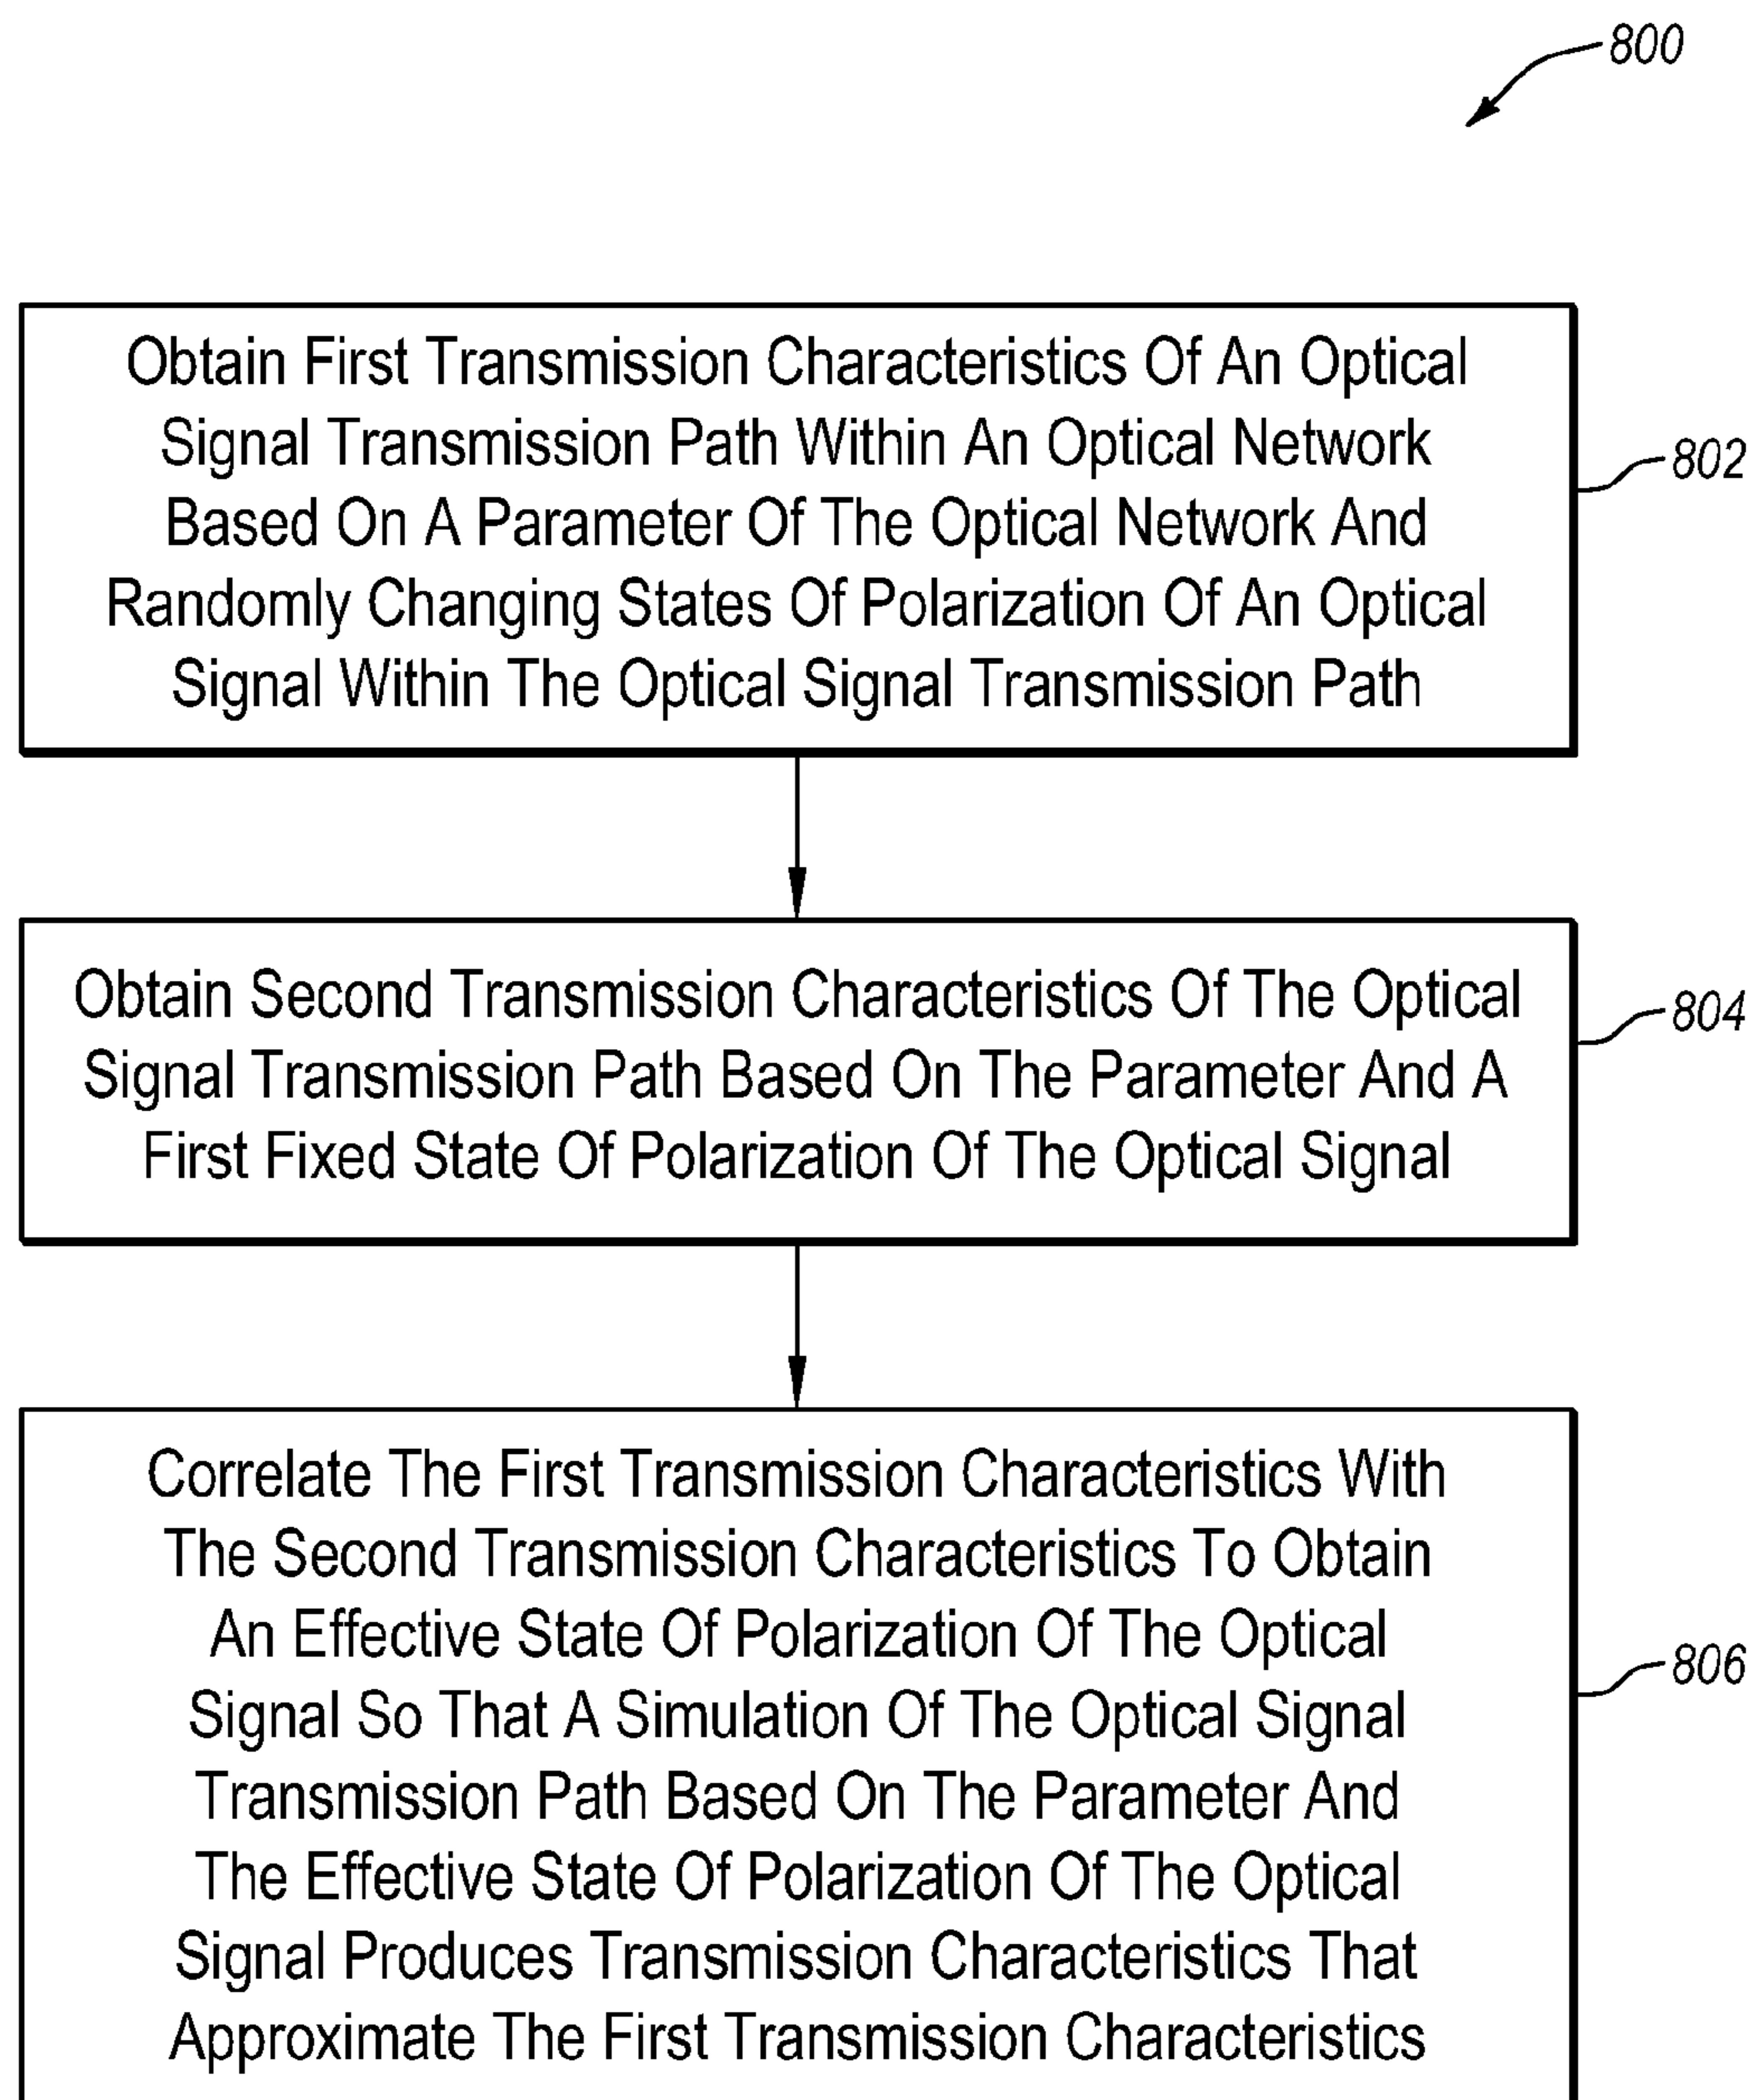 800
Obtain First Transmission Characteristics Of An Optical
Signal Transmission Path Within An Optical Network
Based On A Parameter Of The Optical Network And
Randomly Changing States Of Polarization Of An Optical
Signal Within The Optical Signal Transmission Path
802
Obtain Second Transmission Characteristics Of The Optical
Signal Transmission Path Based On The Parameter And A
First Fixed State Of Polarization Of The Optical Signal
804
Correlate The First Transmission Characteristics With
The Second Transmission Characteristics To Obtain
An Effective State Of Polarization Of The Optical
Signal So That A Simulation Of The Optical Signal
Transmission Path Based On The Parameter And
The Effective State Of Polarization Of The Optical
Signal Produces Transmission Characteristics That
Approximate The First Transmission Characteristics
806